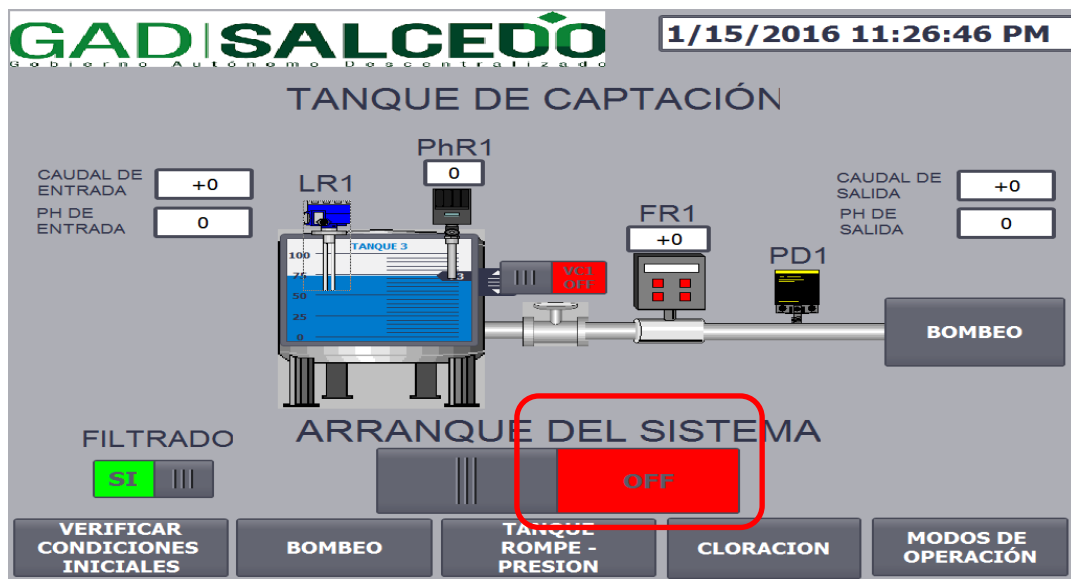 GAD|SALCEDO
Gobierno Autónomo Descentralizado
1/15/2016 11:26:46 PM
TANQUE DE CAPTACIÓN
CAUDAL DE
ENTRADA
+0
PH DE
ENTRADA
0
LR1
PhR1
0
TANQUE 3
100
75
50
25
0
3
VC1
OFF
FR1
+0
PD1
CAUDAL DE
SALIDA
+0
PH DE
SALIDA
0
BOMBEO
FILTRADO
SI
ARRANQUE DEL SISTEMA
OFF
VERIFICAR
CONDICIONES
INICIALES
BOMBEO
TANQUE
ROMPE -
PRESION
CLORACION
MODOS DE
OPERACIÓN